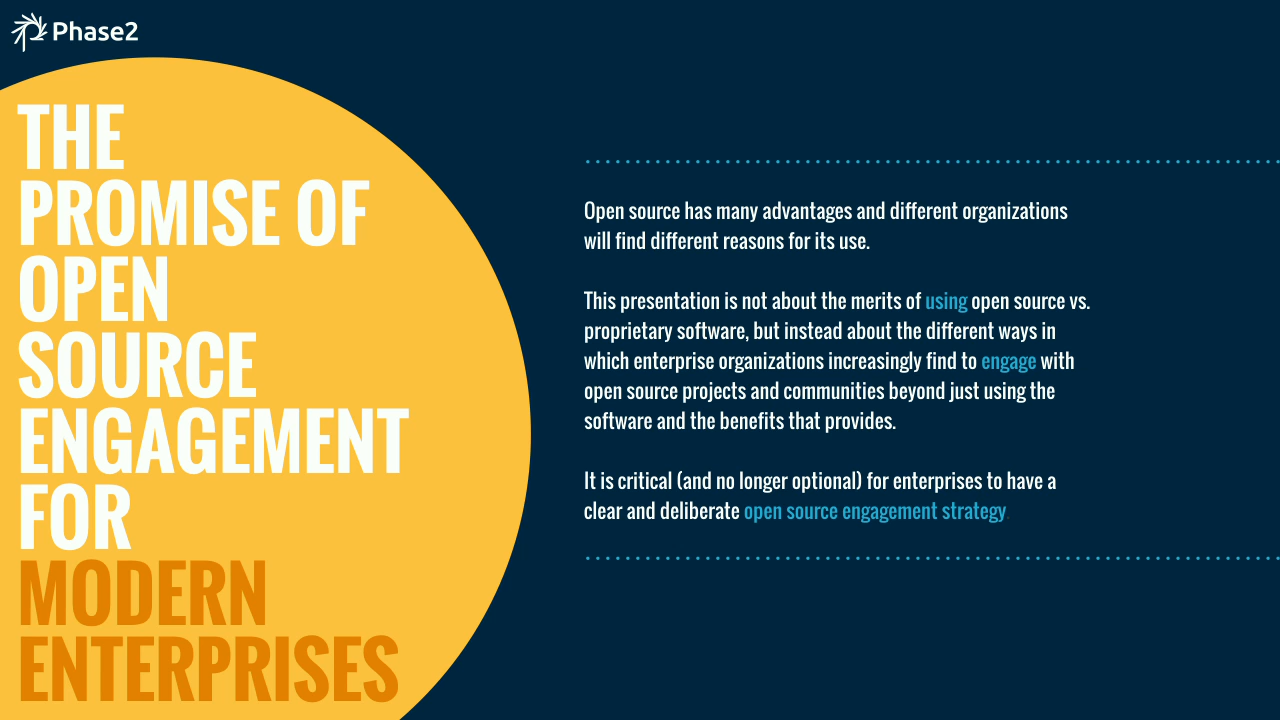 Phase2
THE
PROMISE OF
OPEN
SOURCE
ENGAGEMENT
FOR
MODERN
ENTERPRISES
Open source has many advantages and different organizations
will find different reasons for its use.
This presentation is not about the merits of using open source vs.
proprietary software, but instead about the different ways in
which enterprise organizations increasingly find to engage with
open source projects and communities beyond just using the
software and the benefits that provides.
It is critical (and no longer optional) for enterprises to have a
clear and deliberate open source engagement strategy.